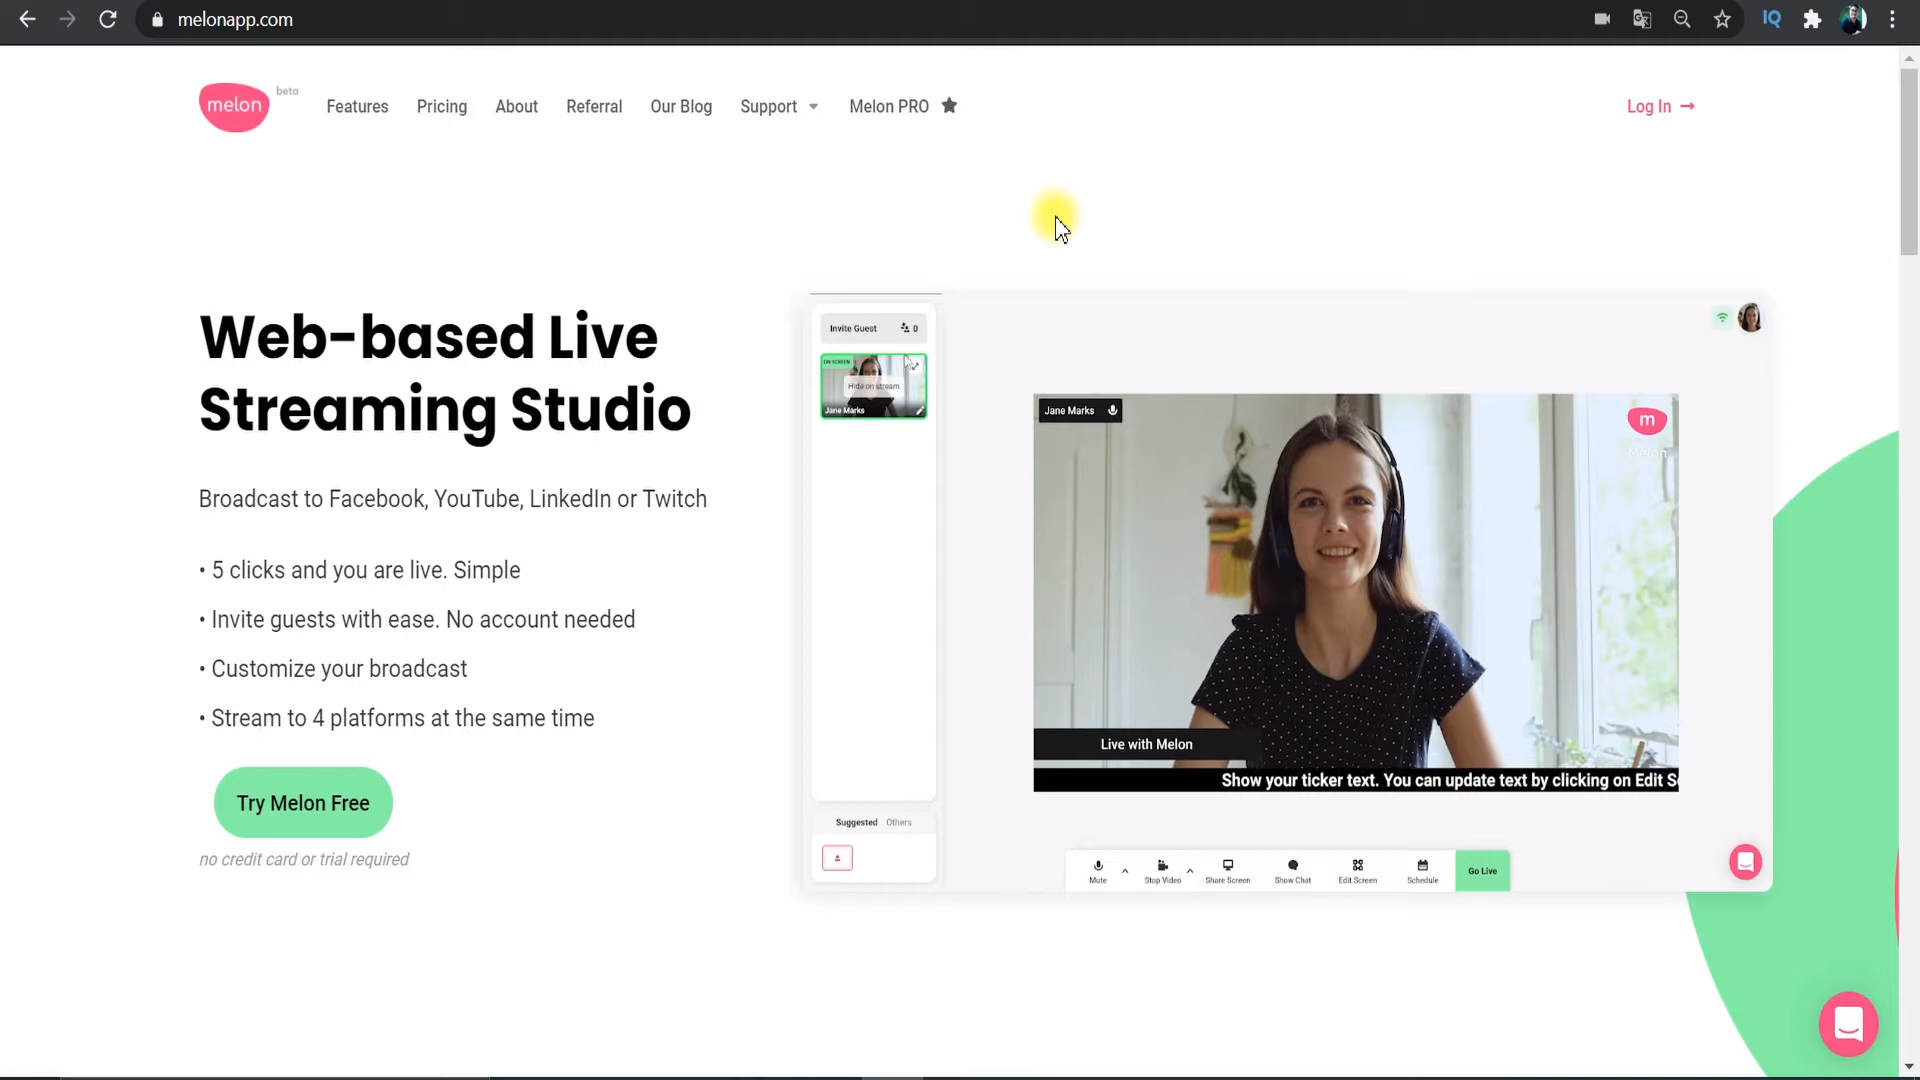 melonapp.com
IQ
melon
beta
Features
Pricing
About
Referral
Our Blog
Support
Melon PRO
Log In →
Web-based Live
Streaming Studio
Broadcast to Facebook, YouTube, LinkedIn or Twitch
• 5 clicks and you are live. Simple
• Invite guests with ease. No account needed
• Customize your broadcast
• Stream to 4 platforms at the same time
Try Melon Free
no credit card or trial required
Invite Guest
0
ON SCREEN
Hide on stream
Jane Marks
Suggested
Others
Jane Marks
m
Melon
Live with Melon
Show your ticker text. You can update text by clicking on Edit S
Mute
Stop Video
Share Screen
Show Chat
Edit Screen
Schedule
Go Live